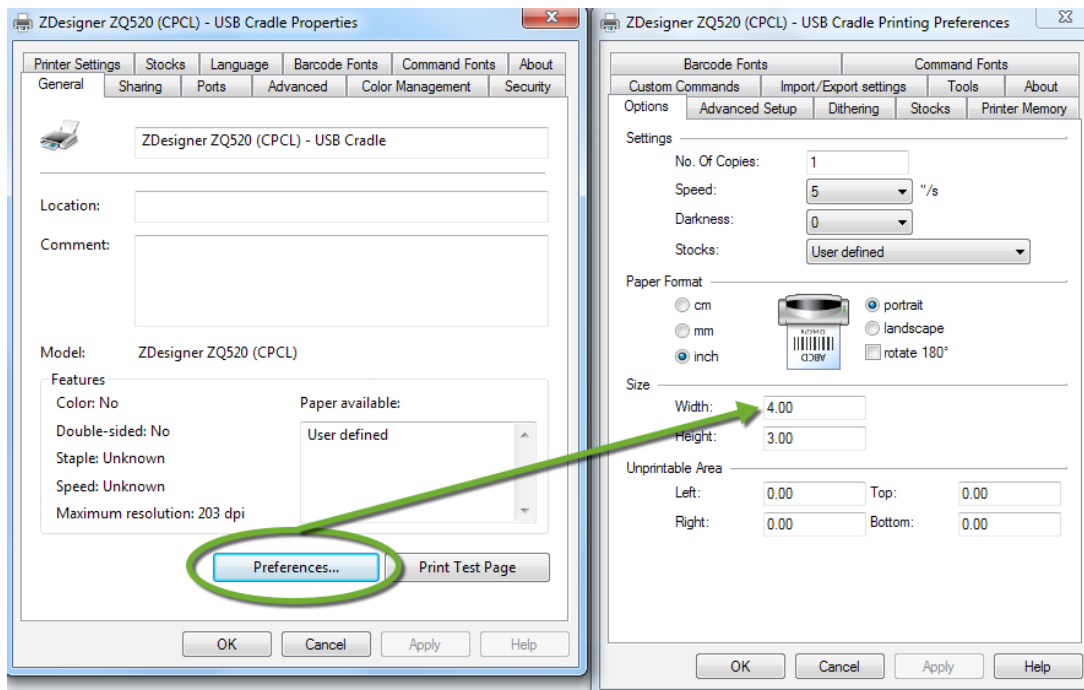 ZDesigner ZQ520 (CPCL) - USB Cradle Properties
Printer Settings Stocks Language Barcode Fonts Command Fonts About
General Sharing Ports Advanced Color Management Security
ZDesigner ZQ520 (CPCL) - USB Cradle
Location:
Comment:
Model: ZDesigner ZQ520 (CPCL)
Features
Color: No Paper available:
Double-sided: No User defined
Staple: Unknown
Speed: Unknown
Maximum resolution: 203 dpi
Preferences... Print Test Page
OK Cancel Apply Help
ZDesigner ZQ520 (CPCL) - USB Cradle Printing Preferences
Barcode Fonts Command Fonts
Custom Commands Import/Export settings Tools About
Options Advanced Setup Dithering Stocks Printer Memory
Settings
No. Of Copies: 1
Speed: 5 "/s
Darkness: 0
Stocks: User defined
Paper Format
cm portrait
mm landscape
inch rotate 180°
ABCD
Size
Width: 4.00
Height: 3.00
Unprintable Area
Left: 0.00 Top: 0.00
Right: 0.00 Bottom: 0.00
OK Cancel Apply Help